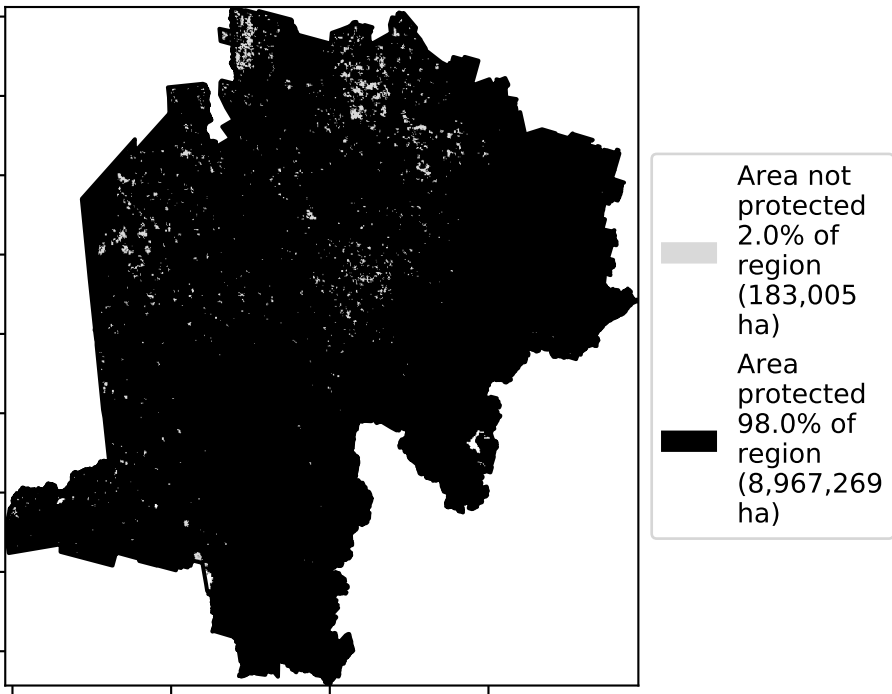 Area not
protected
2.0% of
region
(183,005
ha)
Area
protected
98.0% of
region
(8,967,269
ha)